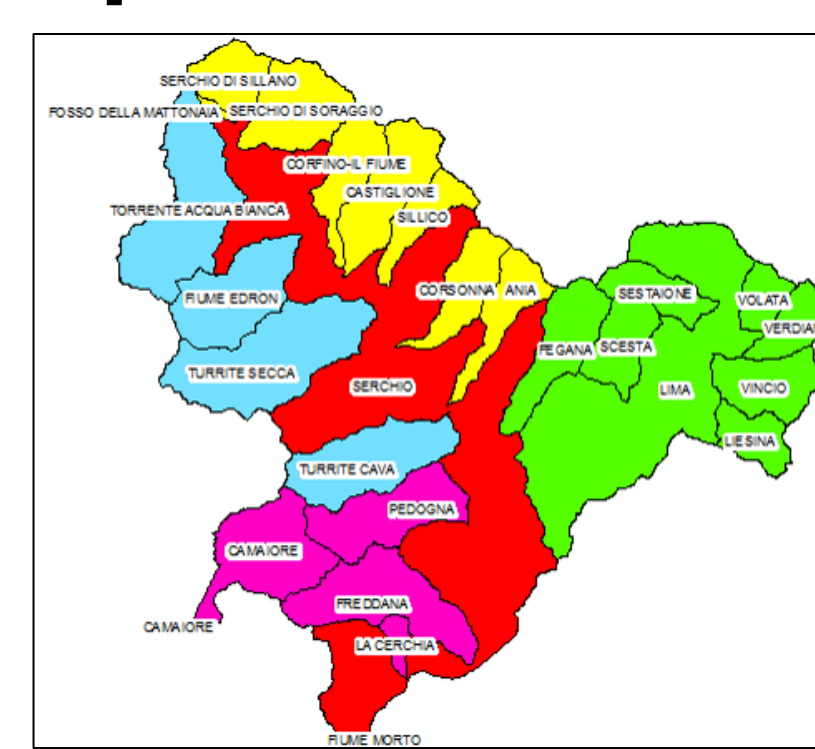 SERCHIO DI SILLANO
FOSSO DELLA MATTONAIA
SERCHIO DI SORAGGIO
CORFINO-IL FIUME
CASTIGLIONE
TORRENTE ACQUA BIANCA
SILLICO
CORSONNA
ANIA
SESTAIONE
FIUME EDRON
VOLATA
VERDIAN
PEGANA
SCESTA
TURRITE SECCA
SERCHIO
LIMA
VINCIO
LIESINA
TURRITE CAVA
PEDOGNA
CAMAIORE
FREDDANA
CAMAIORE
LA CERCHIA
FIUME MORTO